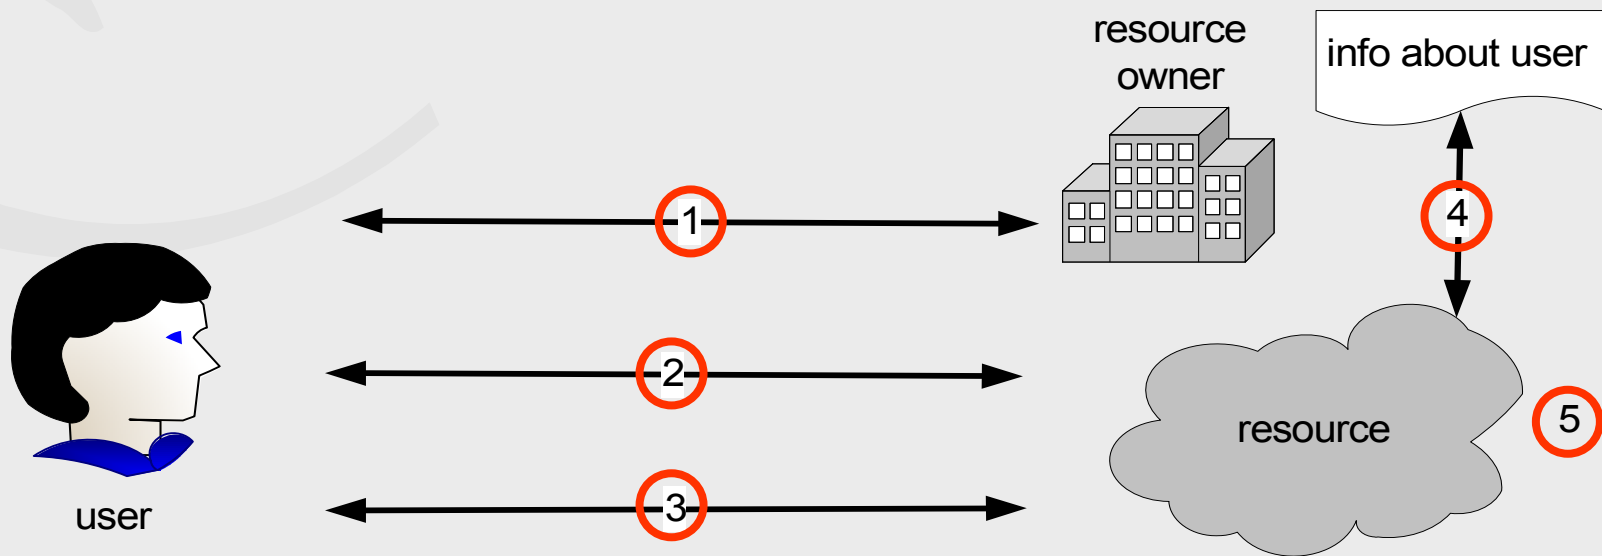 resource
owner
info about user
1
4
2
resource
5
3
user